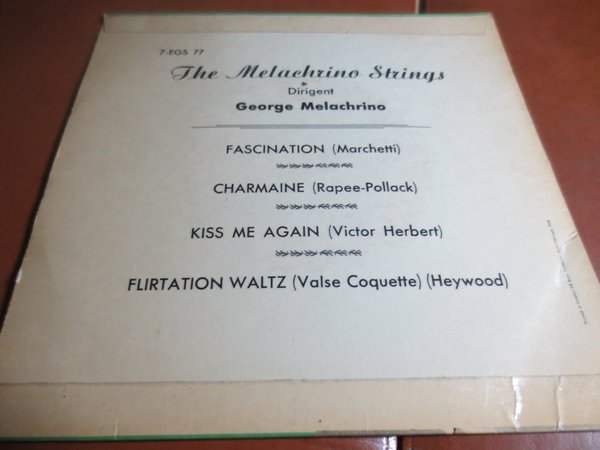 7-EGS 77
The Melachrino Strings
Dirigent
George Melachrino
FASCINATION (Marchetti)
CHARMAINE (Rapee-Pollack)
KISS ME AGAIN (Victor Herbert)
FLIRTATION WALTZ (Valse Coquette) (Heywood)